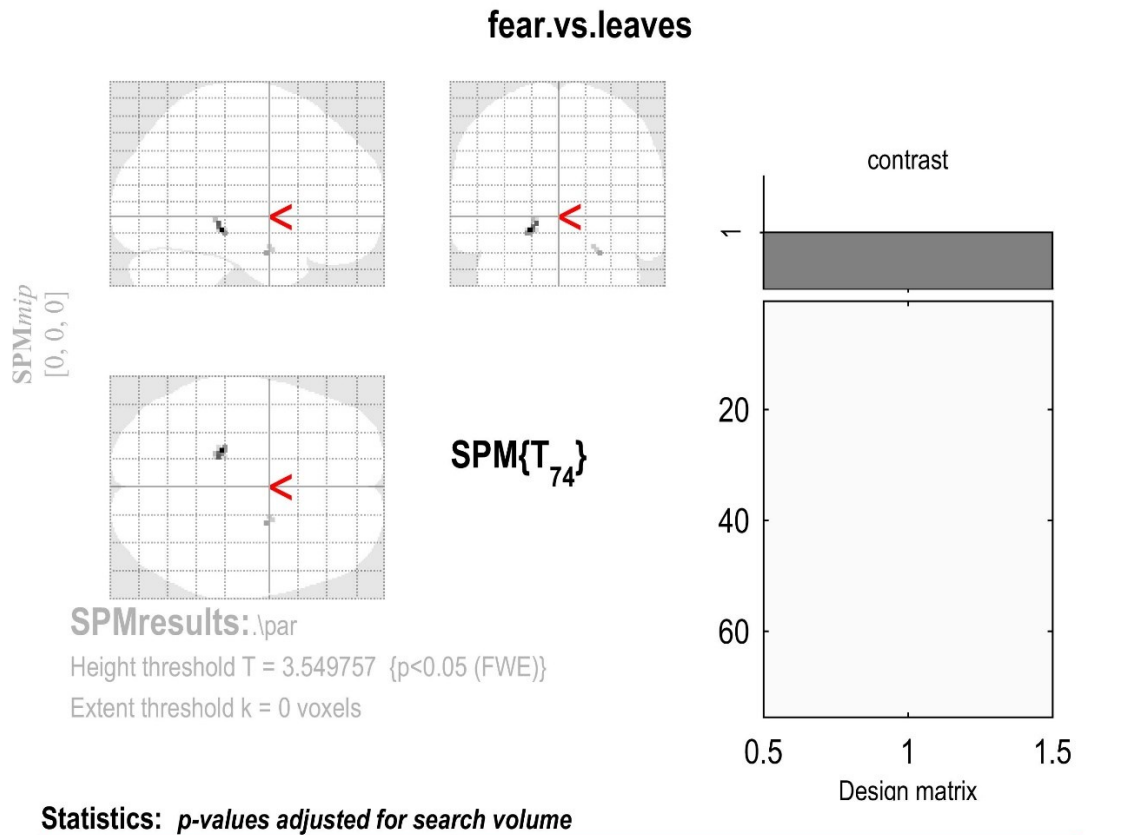 fear.vs.leaves
SPMmip
[0, 0, 0]
<
<
<
SPM{T74}
SPMresults:.\par
Height threshold T = 3.549757 {p<0.05 (FWE)}
Extent threshold k = 0 voxels
contrast
1
20
40
60
0.5 1 1.5
Design matrix
Statistics: p-values adjusted for search volume